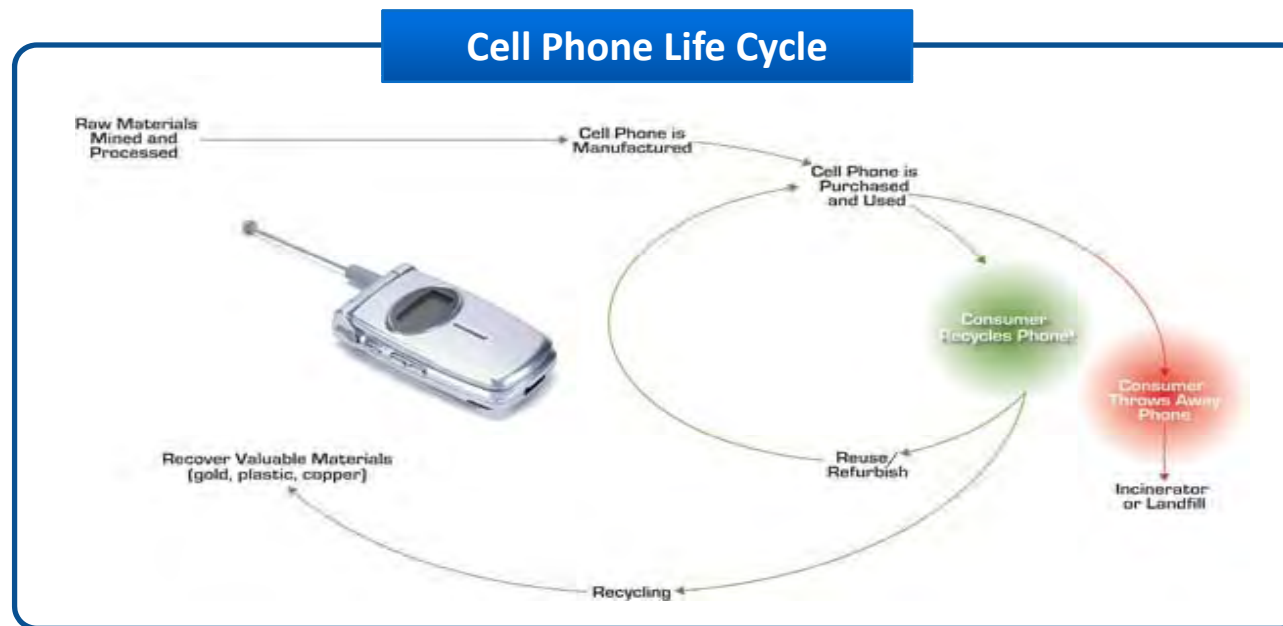 Cell Phone Life Cycle
Raw Materials
Mined and
Processed
Cell Phone is
Manufactured
Cell Phone is
Purchased
and Used
Consumer
Recycles Phone!
Consumer
Throws Away
Phone
Reuse/
Refurbish
Incinerator
or Landfill
Recover Valuable Materials
(gold, plastic, copper)
Recycling